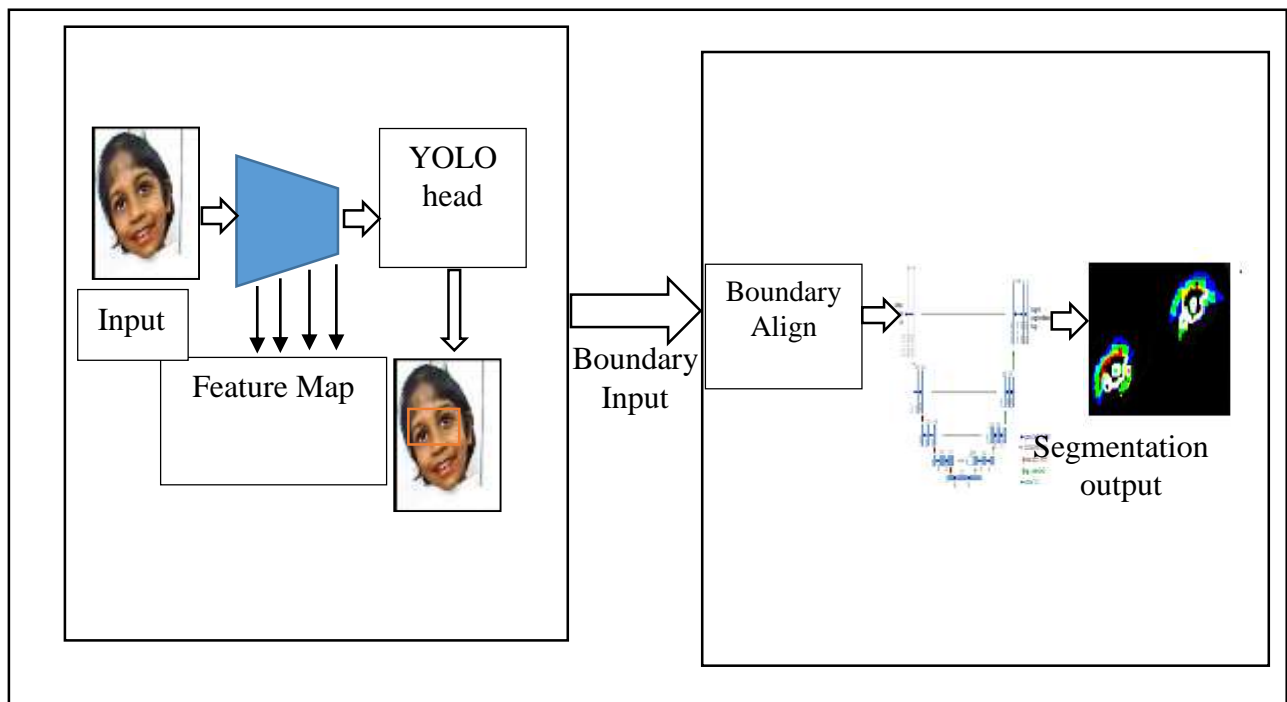 Input
YOLO
head
Feature Map
Boundary
Input
Boundary
Align
Segmentation
output